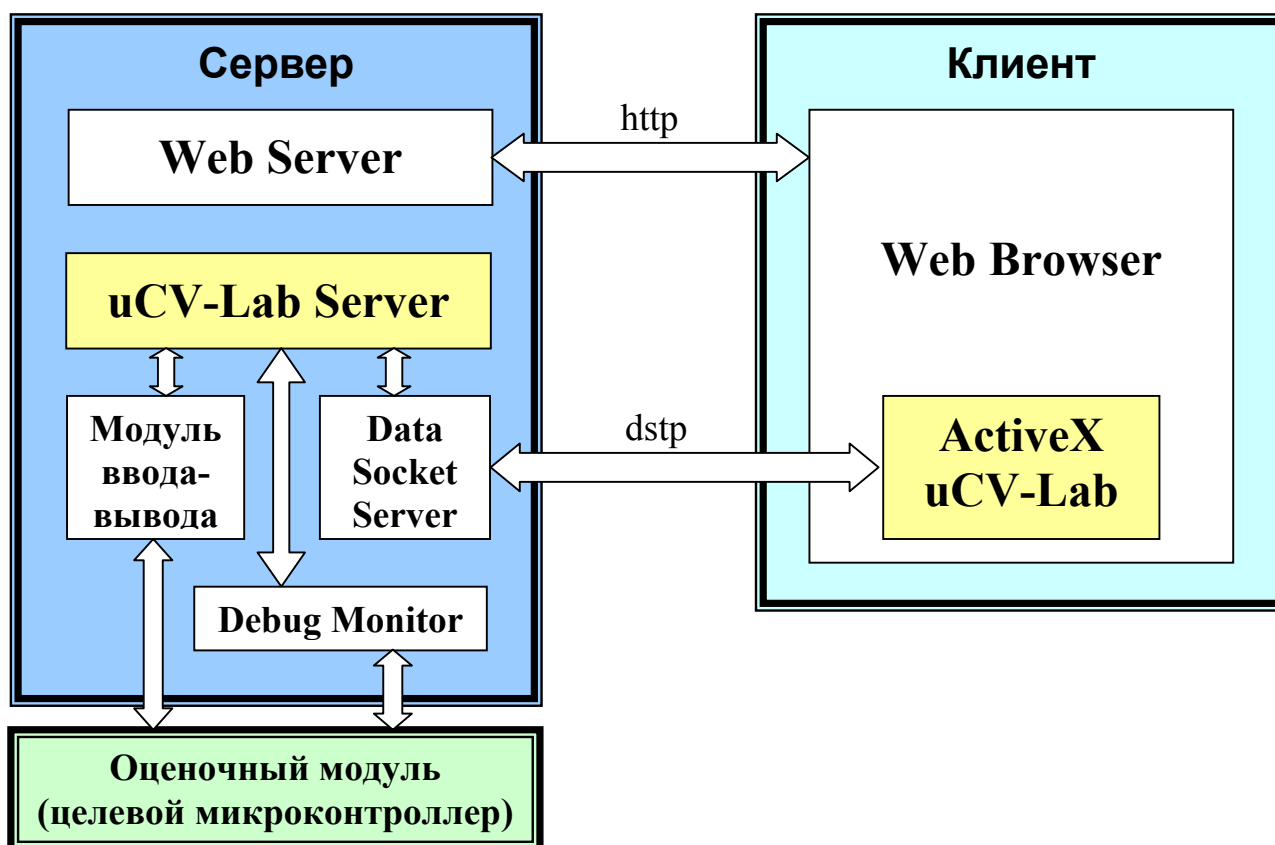 Сервер
Web Server
uCV-Lab Server
Модуль
ввода-
вывода
Data
Socket
Server
Debug Monitor
Оценочный модуль
(целевой микроконтроллер)
http
dstp
Клиент
Web Browser
ActiveX
uCV-Lab